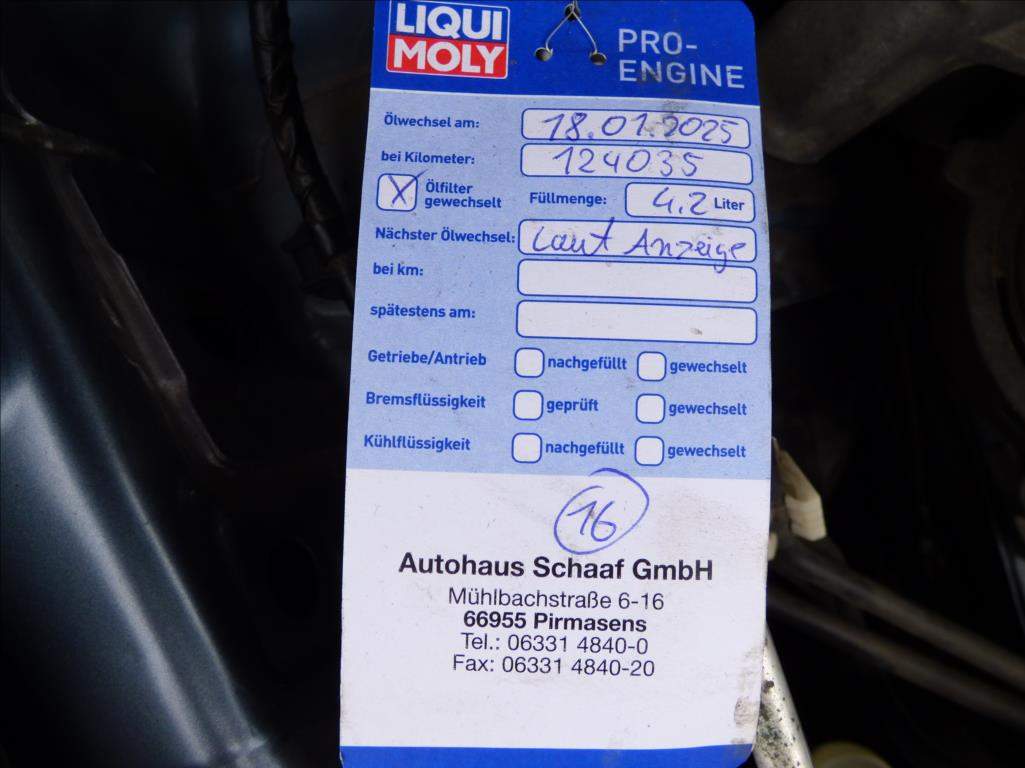 LIQUI
MOLY
PRO-
ENGINE
Ölwechsel am: 18.01.2025
bei Kilometer: 124035
X Ölfilter gewechselt Füllmenge: 4.2 Liter
Nächster Ölwechsel: Laut Anzeige
bei km:
spätestens am:
Getriebe/Antrieb nachgefüllt gewechselt
Bremsflüssigkeit geprüft gewechselt
Kühlflüssigkeit nachgefüllt gewechselt
16
Autohaus Schaaf GmbH
Mühlbachstraße 6-16
66955 Pirmasens
Tel.: 06331 4840-0
Fax: 06331 4840-20